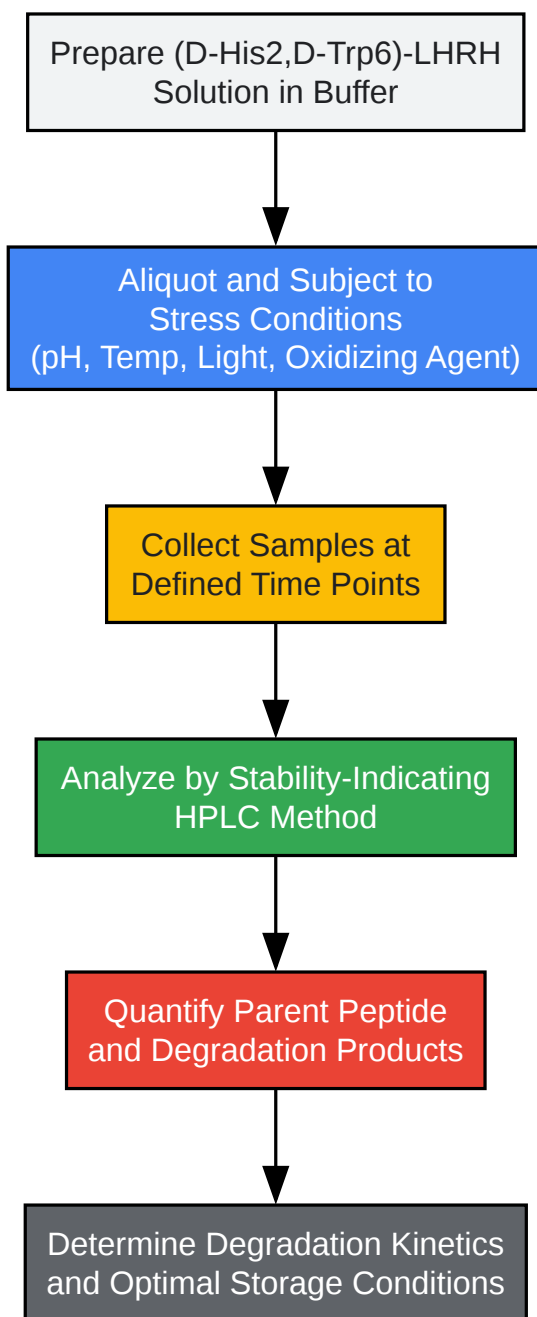 Prepare (D-His2,D-Trp6)-LHRH
Solution in Buffer
Aliquot and Subject to
Stress Conditions
(pH, Temp, Light, Oxidizing Agent)
Collect Samples at
Defined Time Points
Analyze by Stability-Indicating
HPLC Method
Quantify Parent Peptide
and Degradation Products
Determine Degradation Kinetics
and Optimal Storage Conditions